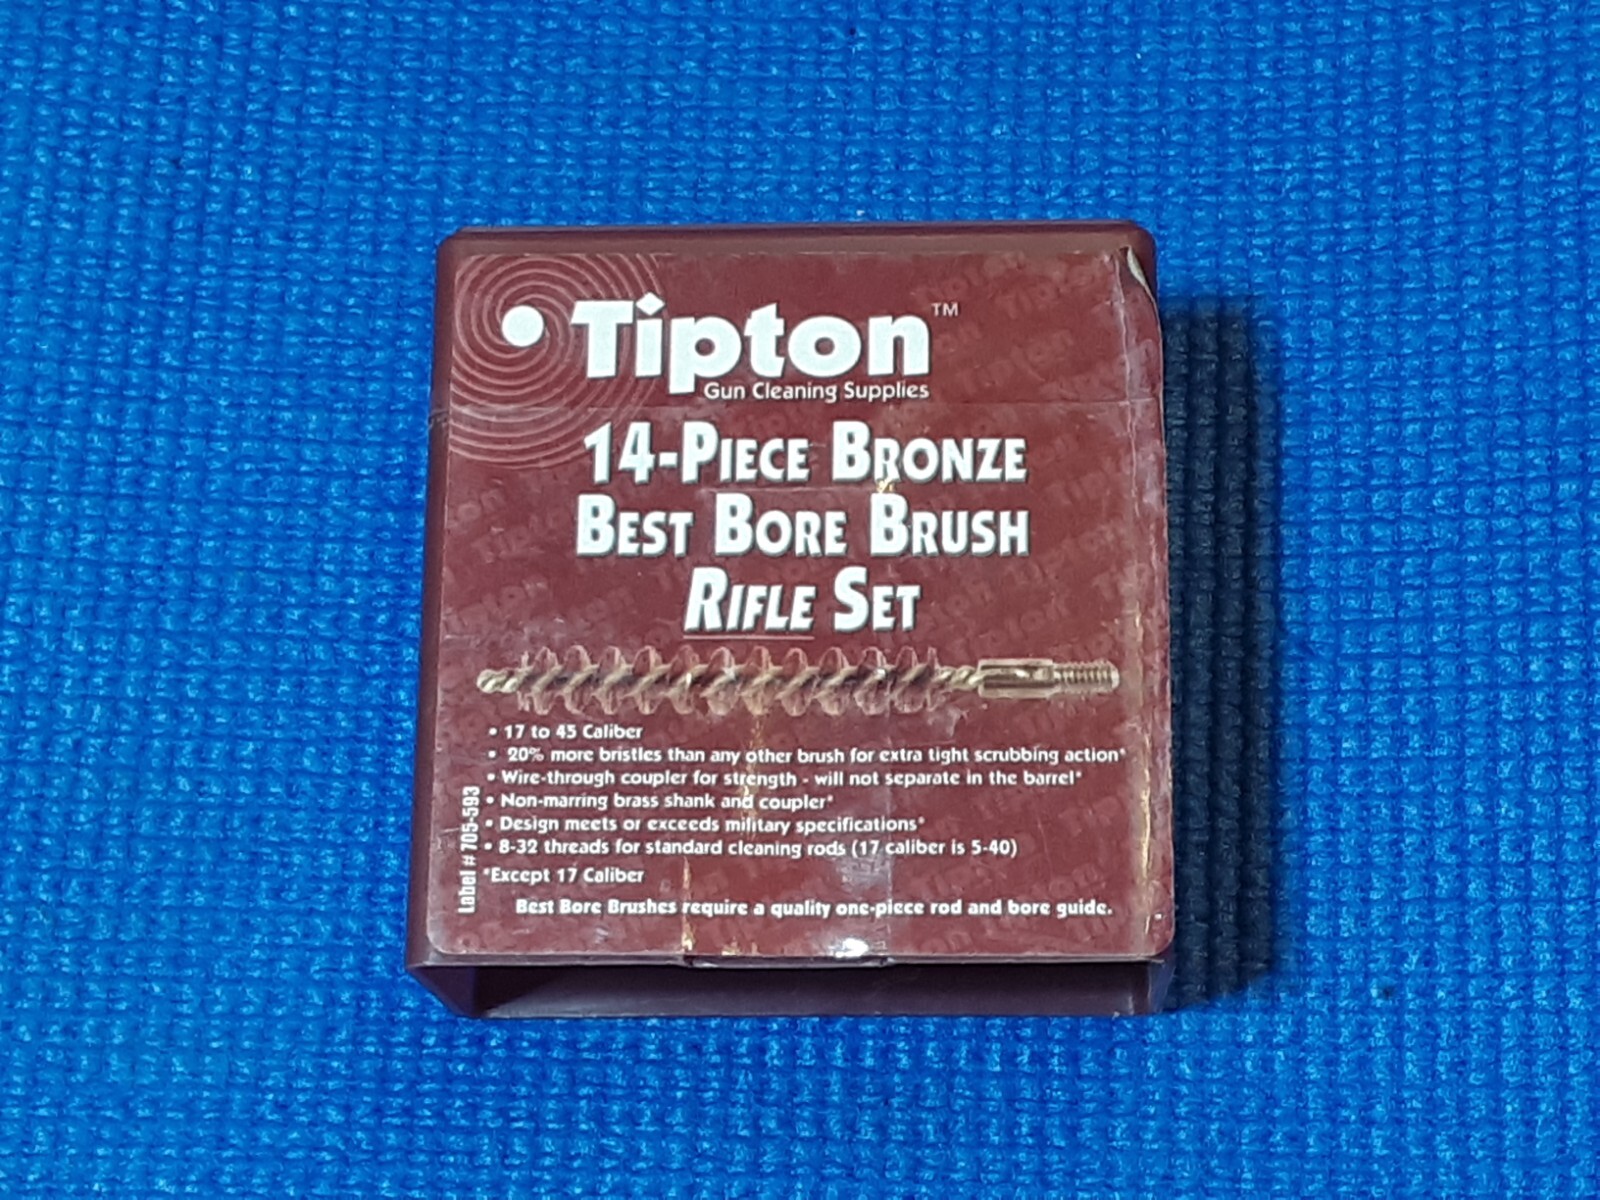 Tipton™
Gun Cleaning Supplies
14-PIECE BRONZE
BEST BORE BRUSH
RIFLE SET
• 17 to 45 Caliber
• 20% more bristles than any other brush for extra tight scrubbing action*
• Wire-through coupler for strength - will not separate in the barrel*
• Non-marring brass shank and coupler*
• Design meets or exceeds military specifications*
• 8-32 threads for standard cleaning rods (17 caliber is 5-40)
*Except 17 Caliber
Best Bore Brushes require a quality one-piece rod and bore guide.
Label # 705-593